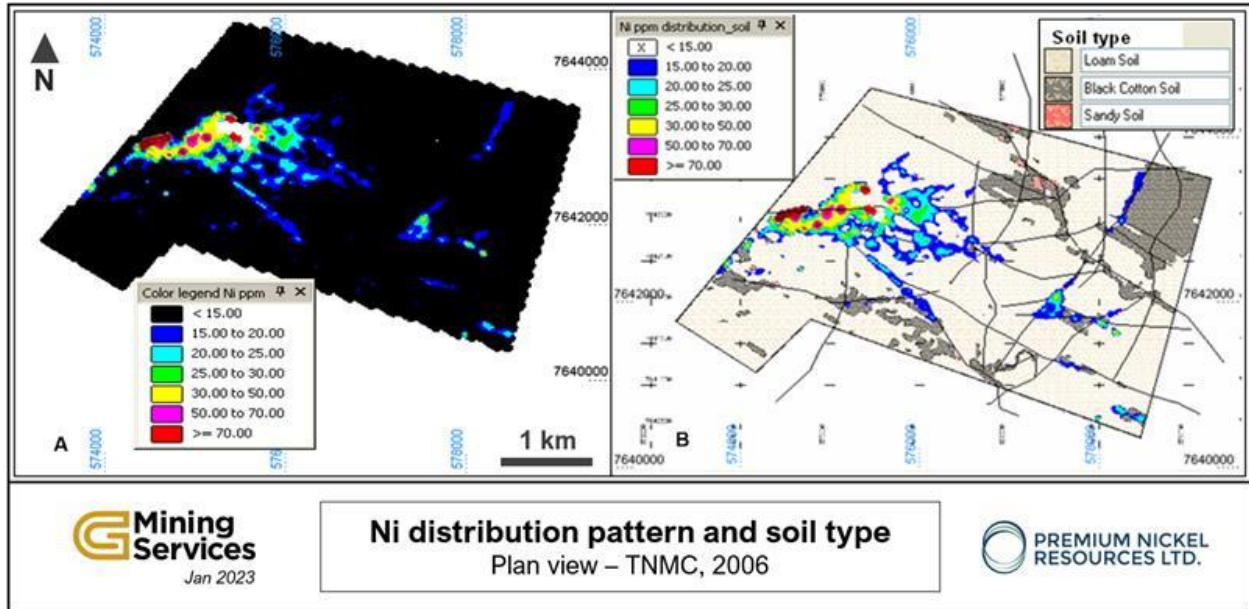 A
N
574000
576000
578000
7644000
7642000
7640000
Color legend Ni ppm
< 15.00
15.00 to 20.00
20.00 to 25.00
25.00 to 30.00
30.00 to 50.00
50.00 to 70.00
>= 70.00
574000
578000
1 km
B
Ni ppm distribution_soil
X < 15.00
15.00 to 20.00
20.00 to 25.00
25.00 to 30.00
30.00 to 50.00
50.00 to 70.00
>= 70.00
576000
Soil type
Loam Soil
Black Cotton Soil
Sandy Soil
7642000
7642000
574000
576000
7640000
7640000
G Mining
Services
Jan 2023
Ni distribution pattern and soil type
Plan view – TNMC, 2006
PREMIUM NICKEL
RESOURCES LTD.